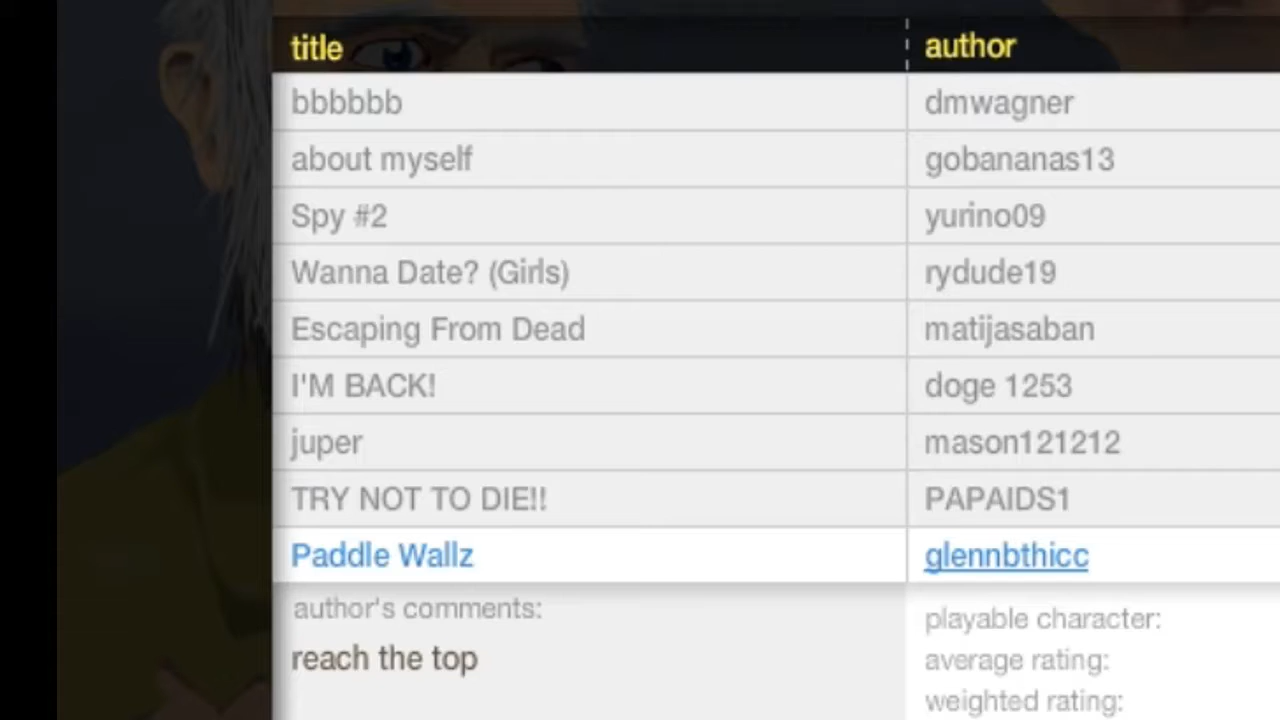 title author
bbbbbb dmwagner
about myself gobananas13
Spy #2 yurino09
Wanna Date? (Girls) rydude19
Escaping From Dead matijasaban
I'M BACK! doge 1253
juper mason121212
TRY NOT TO DIE!! PAPAIDS1
Paddle Wallz glennbthicc
author's comments:
reach the top
playable character:
average rating:
weighted rating: